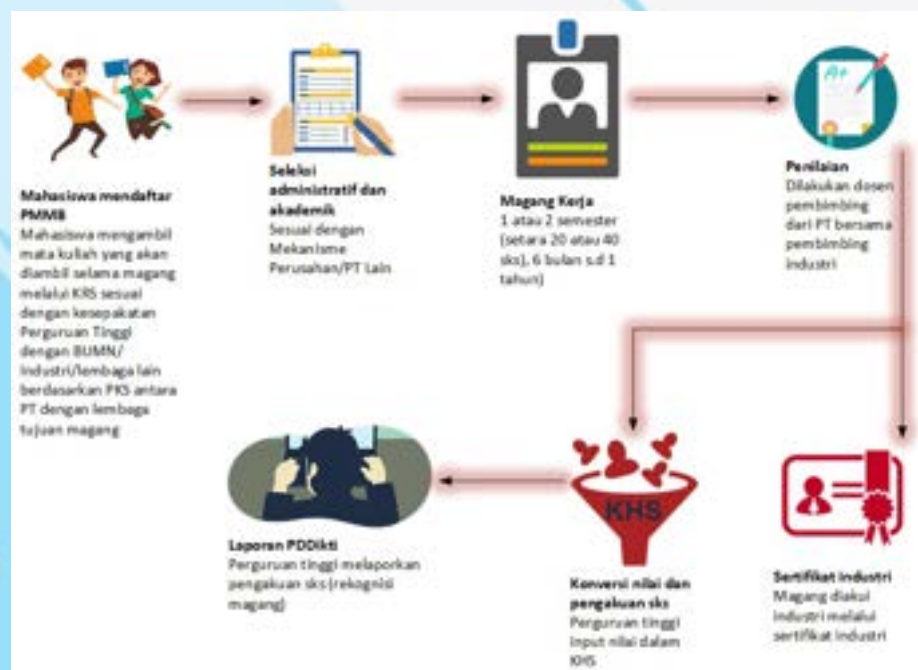 Mahasiswa mendaftar
PMMB
Mahasiswa mengambil
mata kuliah yang akan
diambil selama magang
melalui KRS sesuai
dengan kesepakatan
Perguruan Tinggi
dengan BUMN/
Industri/lembaga lain
berdasarkan PKS antara
PT dengan lembaga
tujuan magang
Seleksi
administratif dan
akademik
Sesuai dengan
Mekanisme
Perusahan/PT Lain
Magang Kerja
1 atau 2 semester
(setara 20 atau 40
sks), 6 bulan s.d 1
tahun)
A+
Penilaian
Dilakukan dosen
pembimbing
dari PT bersama
pembimbing
industri
Laporan PDDikti
Perguruan tinggi melaporkan
pengakuan sks (rekognisi
magang)
KHS
Konversi nilai dan
pengakuan sks
Perguruan tinggi
input nilai dalam
KHS
Sertifikat industri
Magang diakui
industri melalui
sertifikat industri